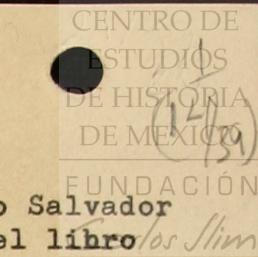 CENTRO DE
ESTUDIOS
DE HISTORIA
DE MEXICO
FUNDACIÓN
Carlos Slim
o Salvador
el libro